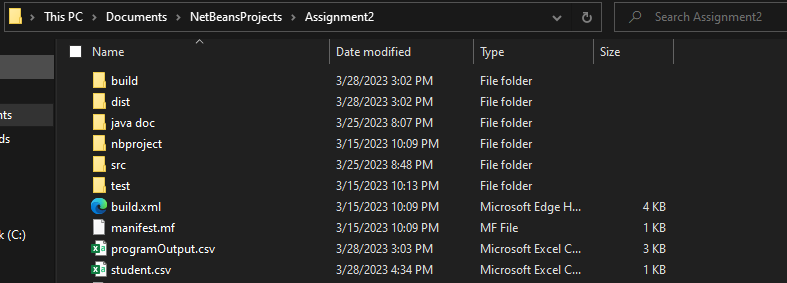 This PC > Documents > NetBeansProjects > Assignment2
Search Assignment2
Name Date modified Type Size
build 3/28/2023 3:02 PM File folder
dist 3/28/2023 3:02 PM File folder
java doc 3/25/2023 8:07 PM File folder
nbproject 3/15/2023 10:09 PM File folder
src 3/25/2023 8:48 PM File folder
test 3/15/2023 10:13 PM File folder
build.xml 3/15/2023 10:09 PM Microsoft Edge H... 4 KB
manifest.mf 3/15/2023 10:09 PM MF File 1 KB
programOutput.csv 3/28/2023 3:03 PM Microsoft Excel C... 3 KB
student.csv 3/28/2023 4:34 PM Microsoft Excel C... 1 KB
nts
ds
k (C:)